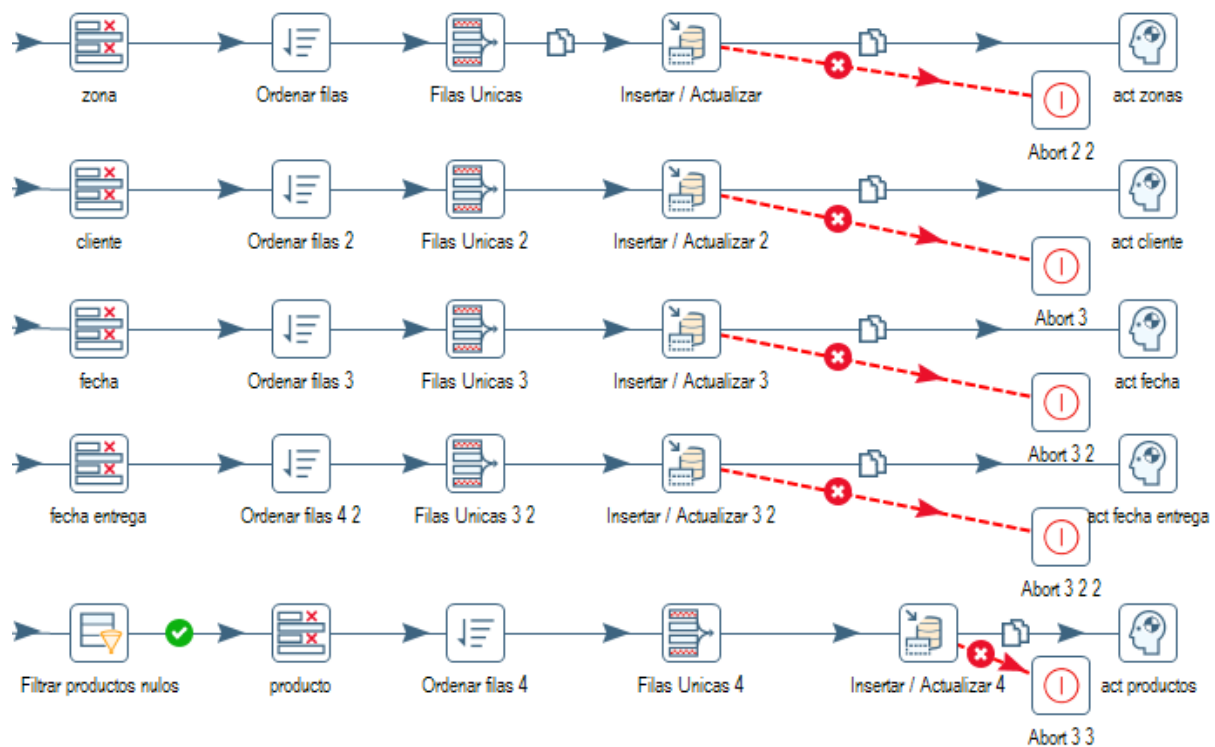 zona
Ordenar filas
Filas Unicas
Insertar / Actualizar
act zonas
Abort 2 2
cliente
Ordenar filas 2
Filas Unicas 2
Insertar / Actualizar 2
act cliente
Abort 3
fecha
Ordenar filas 3
Filas Unicas 3
Insertar / Actualizar 3
act fecha
Abort 3 2
fecha entrega
Ordenar filas 4 2
Filas Unicas 3 2
Insertar / Actualizar 3 2
act fecha entrega
Abort 3 2 2
Filtrar productos nulos
producto
Ordenar filas 4
Filas Unicas 4
Insertar / Actualizar 4
act productos
Abort 3 3